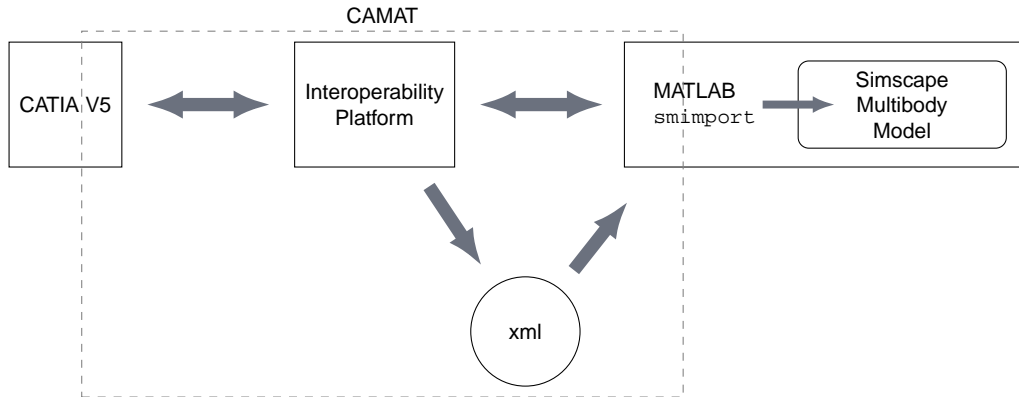 CAMAT
CATIA V5
Interoperability
Platform
MATLAB
smimport
Simscape
Multibody
Model
xml